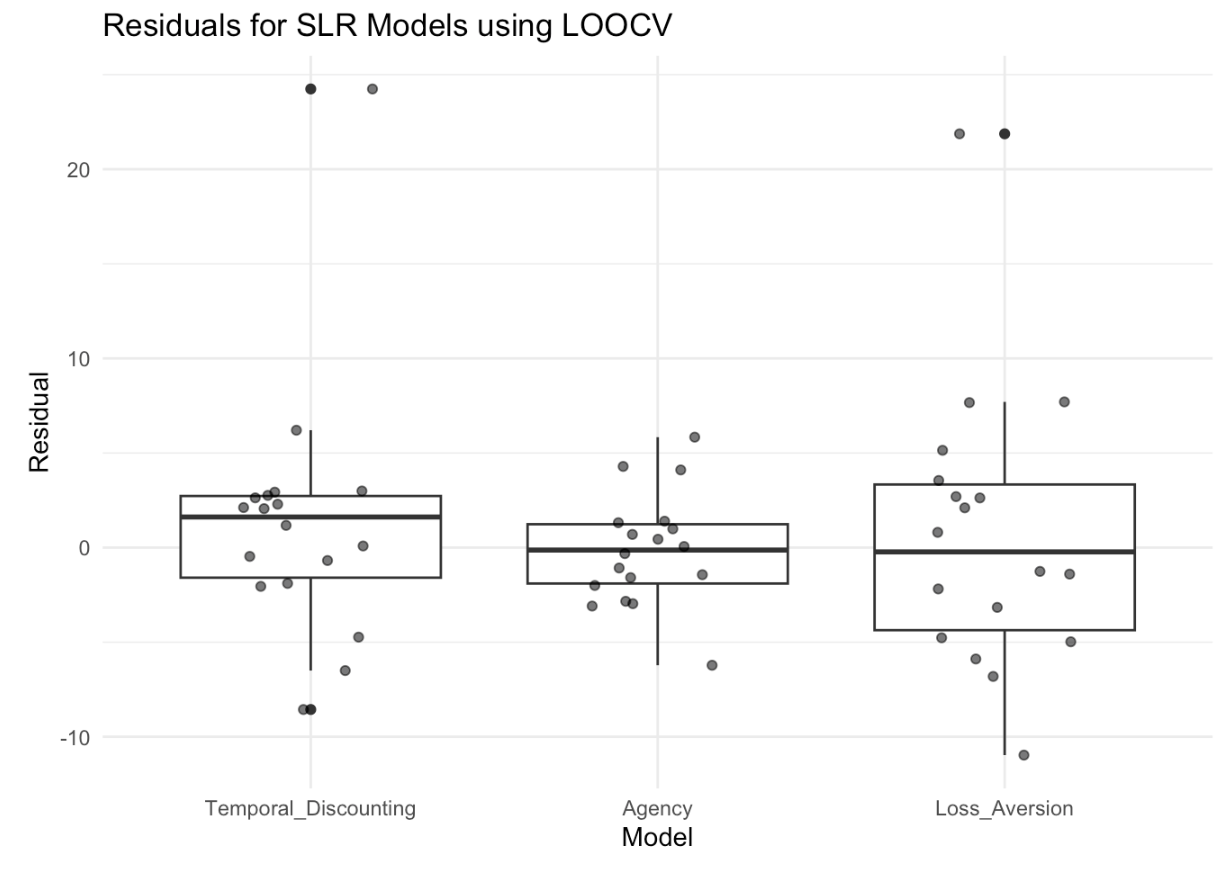 Residuals for SLR Models using LOOCV
Residual
20
10
0
-10
Temporal_Discounting Agency Loss_Aversion
Model